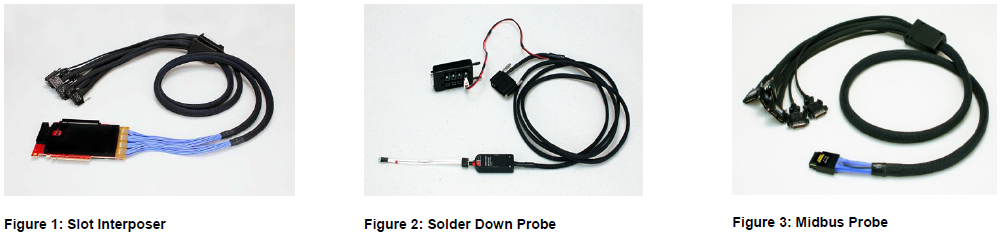 Figure 1: Slot Interposer
Figure 2: Solder Down Probe
Figure 3: Midbus Probe